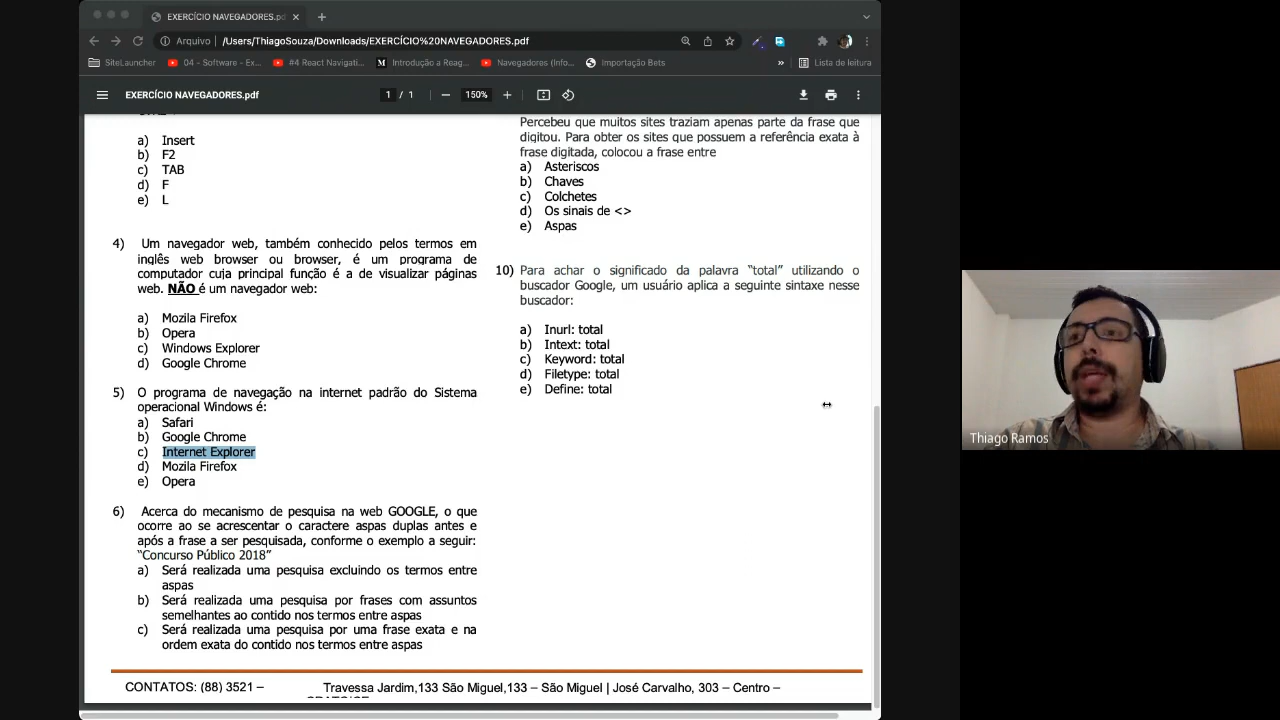 EXERCÍCIO NAVEGADORES.pd
Arquivo | /Users/ThiagoSouza/Downloads/EXERCÍCIO%20NAVEGADORES.pdf
SiteLauncher
04 - Software - Ex...
#4 React Navigati...
Introdução a Reag...
Navegadores (Info...
Importação Bets
»
Lista de leitura
EXERCÍCIO NAVEGADORES.pdf
1 / 1
150%
a) Insert
b) F2
c) TAB
d) F
e) L
4) Um navegador web, também conhecido pelos termos em
inglês web browser ou browser, é um programa de
computador cuja principal função é a de visualizar páginas
web. NÃO é um navegador web:
a) Mozila Firefox
b) Opera
c) Windows Explorer
d) Google Chrome
5) O programa de navegação na internet padrão do Sistema
operacional Windows é:
a) Safari
b) Google Chrome
c) Internet Explorer
d) Mozila Firefox
e) Opera
6) Acerca do mecanismo de pesquisa na web GOOGLE, o que
ocorre ao se acrescentar o caractere aspas duplas antes e
após a frase a ser pesquisada, conforme o exemplo a seguir:
“Concurso Público 2018”
a) Será realizada uma pesquisa excluindo os termos entre
aspas
b) Será realizada uma pesquisa por frases com assuntos
semelhantes ao contido nos termos entre aspas
c) Será realizada uma pesquisa por uma frase exata e na
ordem exata do contido nos termos entre aspas
Percebeu que muitos sites traziam apenas parte da frase que
digitou. Para obter os sites que possuem a referência exata à
frase digitada, colocou a frase entre
a) Asteriscos
b) Chaves
c) Colchetes
d) Os sinais de <>
e) Aspas
10) Para achar o significado da palavra “total” utilizando o
buscador Google, um usuário aplica a seguinte sintaxe nesse
buscador:
a) Inurl: total
b) Intext: total
c) Keyword: total
d) Filetype: total
e) Define: total
CONTATOS: (88) 3521 –
Travessa Jardim,133 São Miguel,133 – São Miguel | José Carvalho, 303 – Centro –
Thiago Ramos